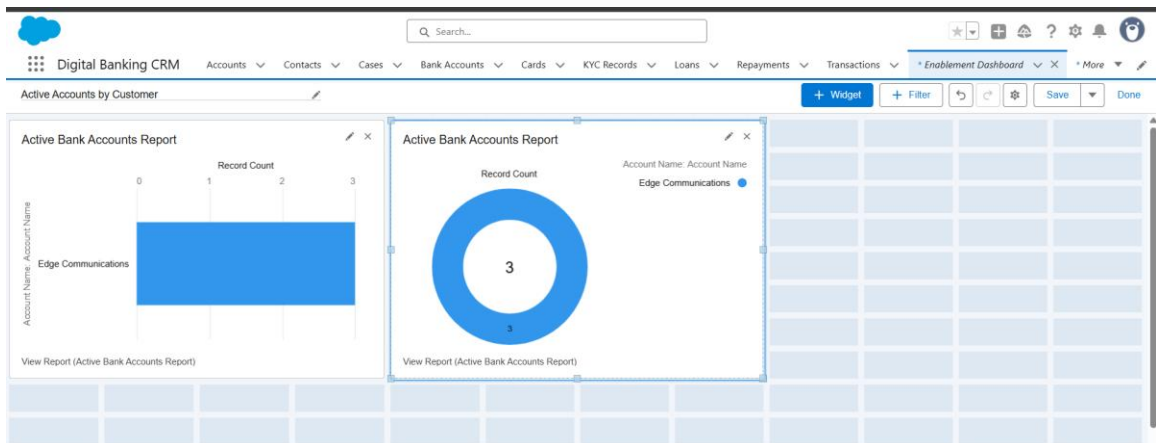 Search...
Digital Banking CRM Accounts Contacts Cases Bank Accounts Cards KYC Records Loans Repayments Transactions * Enablement Dashboard * More
Active Accounts by Customer + Widget + Filter Save Done
Active Bank Accounts Report
Record Count
0 1 2 3
Account Name: Account Name
Edge Communications
View Report (Active Bank Accounts Report)
Active Bank Accounts Report
Account Name: Account Name
Record Count
Edge Communications
3
3
View Report (Active Bank Accounts Report)